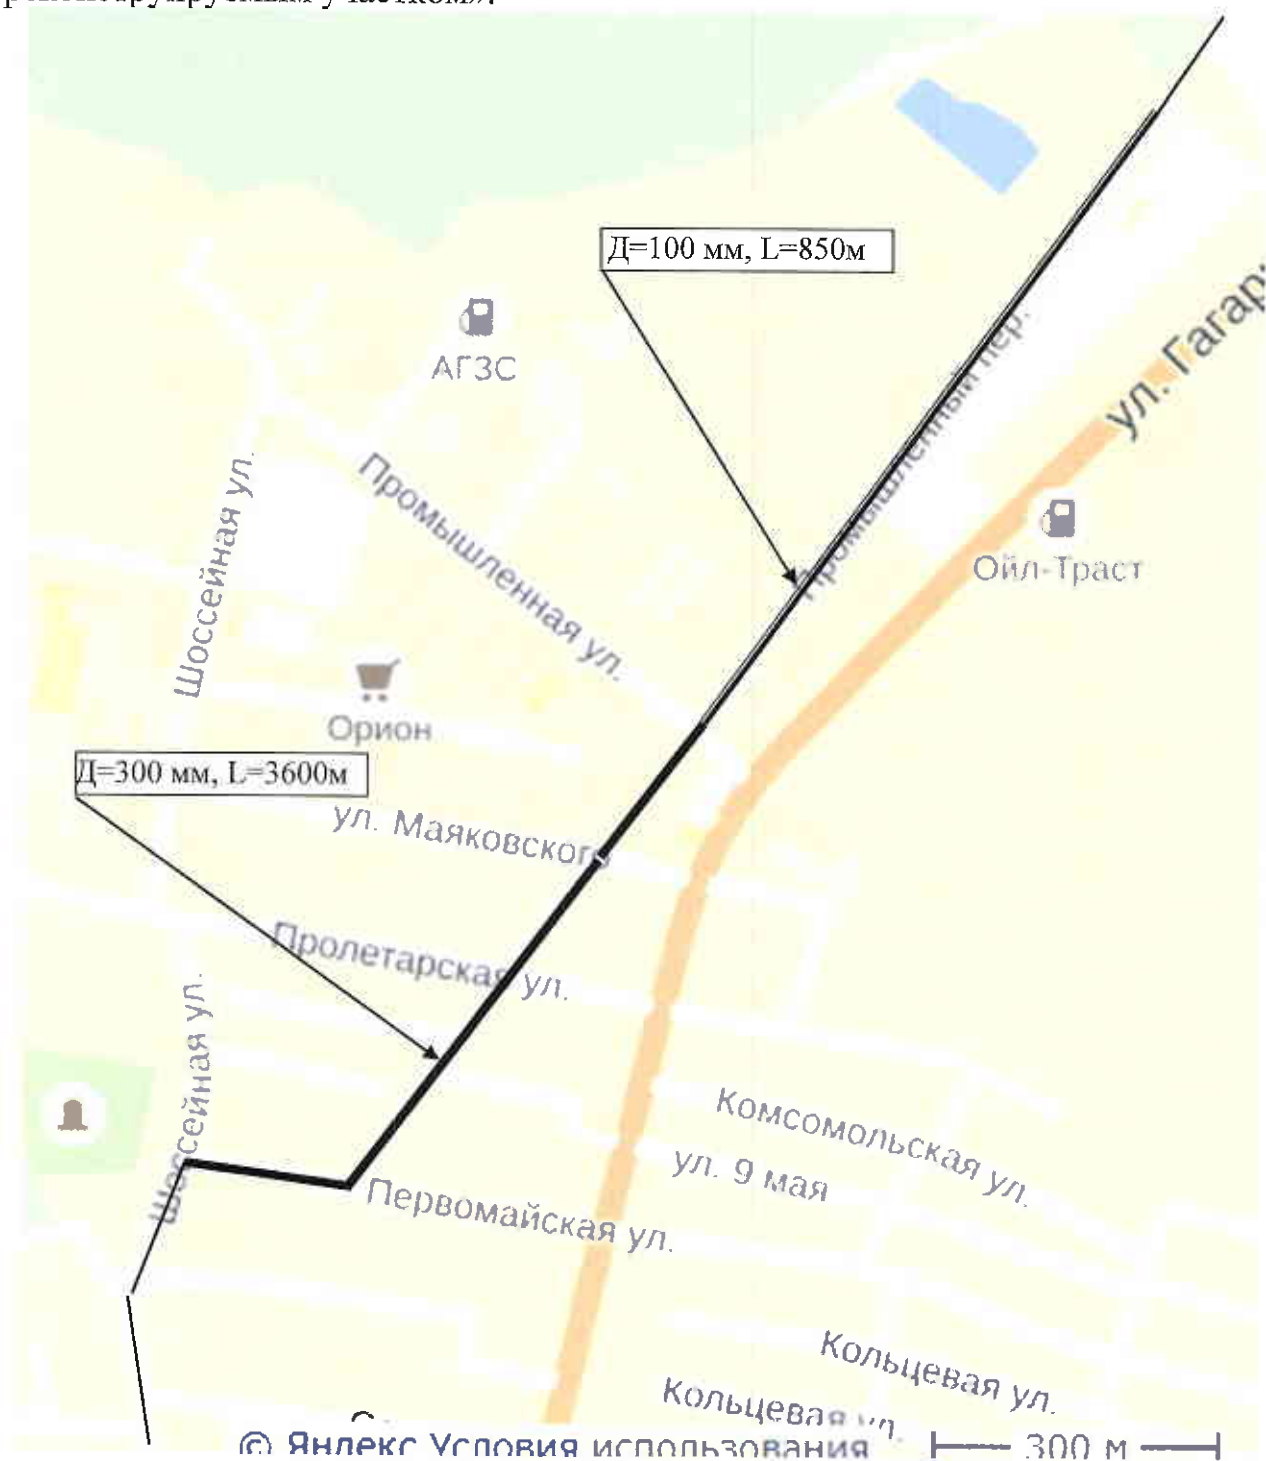 участком».
Д=100 мм, L=850м
АГЗС
ул. Гагар
Промышленный пер.
Шоссейная ул.
Промышленная ул.
Ойл-Траст
Орион
Д=300 мм, L=3600м
ул. Маяковского
Пролетарская ул.
Шоссейная ул.
Комсомольская ул.
ул. 9 мая
Первомайская ул.
Кольцевая ул.
Кольцевая ул.
© Яндекс Условия использования
300 м